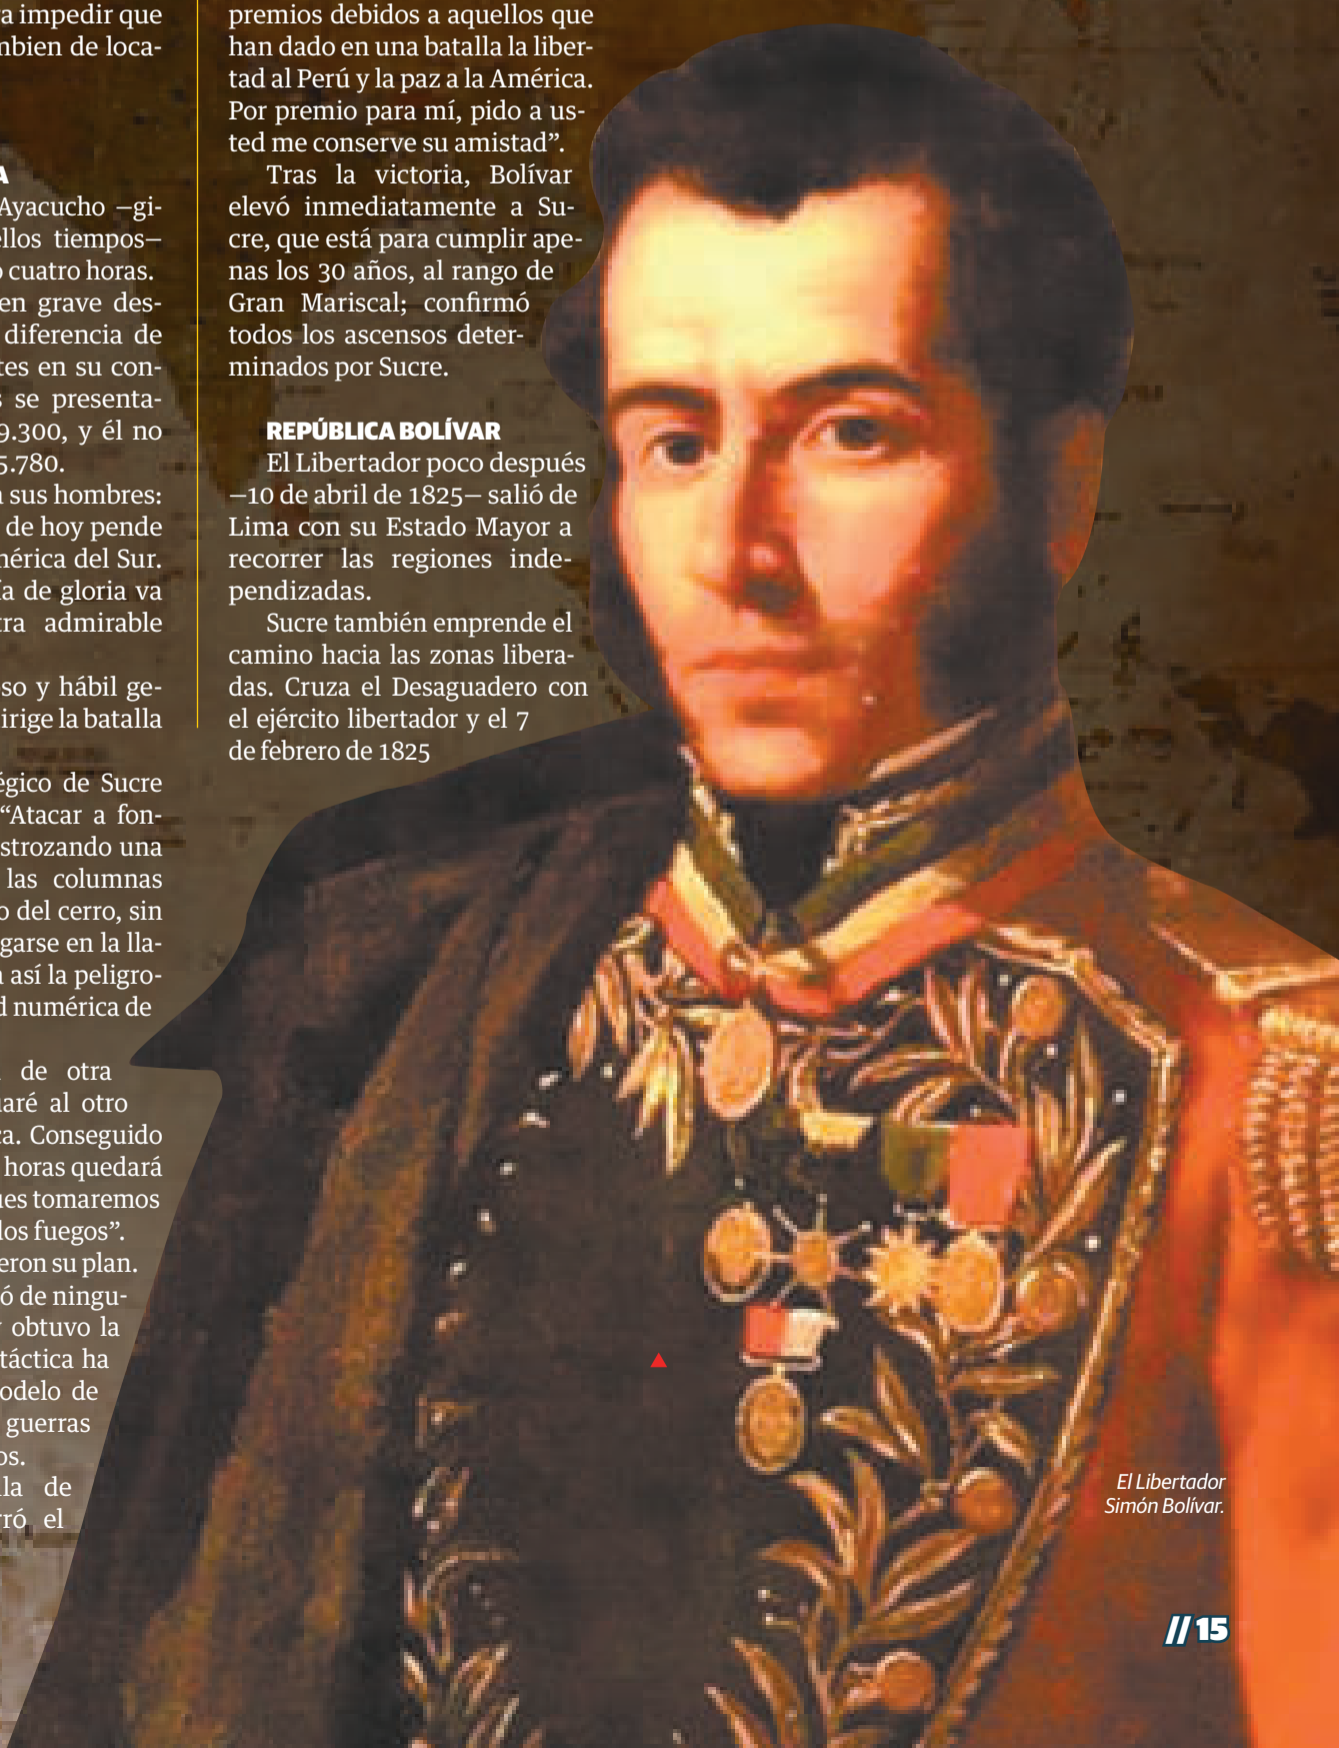 a impedir que
mbien de loca-
A
Ayacucho –gi-
ellos tiempos–
o cuatro horas.
en grave des-
diferencia de
tes en su con-
s se presenta-
9.300, y él no
5.780.
a sus hombres:
de hoy pende
mérica del Sur.
ía de gloria va
tra admirable
oso y hábil ge-
irige la batalla
égico de Sucre
“Atacar a fon-
strozando una
las columnas
o del cerro, sin
garse en la lla-
a así la peligro-
d numérica de
de otra
uaré al otro
ca. Conseguido
horas quedará
ues tomaremos
los fuegos”.
eron su plan.
ó de ningu-
y obtuvo la
táctica ha
odelo de
guerras
os.
lla de
rró el
premios debidos a aquellos que
han dado en una batalla la liber-
tad al Perú y la paz a la América.
Por premio para mí, pido a us-
ted me conserve su amistad”.
Tras la victoria, Bolívar
elevó inmediatamente a Su-
cre, que está para cumplir ape-
nas los 30 años, al rango de
Gran Mariscal; confirmó
todos los ascensos deter-
minados por Sucre.
REPÚBLICA BOLÍVAR
El Libertador poco después
–10 de abril de 1825– salió de
Lima con su Estado Mayor a
recorrer las regiones inde-
pendizadas.
Sucre también emprende el
camino hacia las zonas libera-
das. Cruza el Desaguadero con
el ejército libertador y el 7
de febrero de 1825
El Libertador
Simón Bolívar.
//15